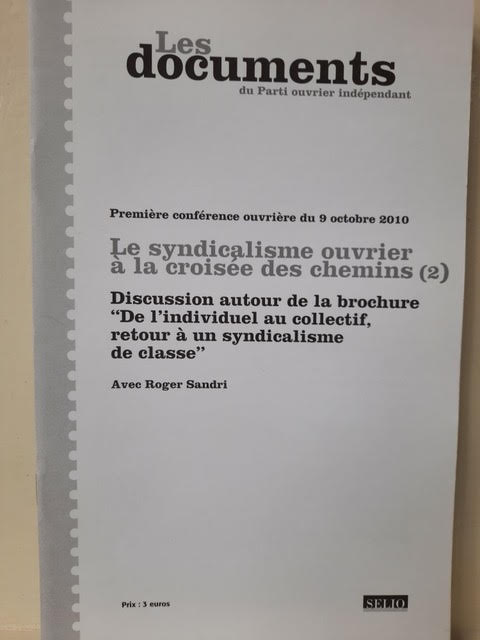 Les
documents
du Parti ouvrier indépendant
Première conférence ouvrière du 9 octobre 2010
Le syndicalisme ouvrier
à la croisée des chemins (2)
Discussion autour de la brochure
“De l’individuel au collectif,
retour à un syndicalisme
de classe”
Avec Roger Sandri
Prix : 3 euros
SELIO